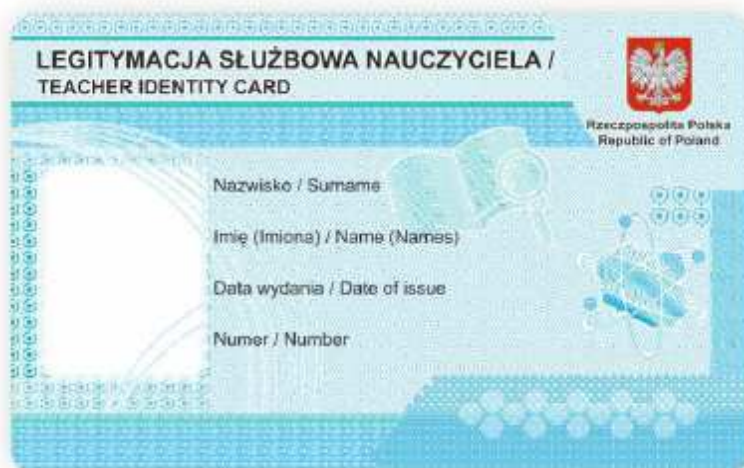 LEGITYMACJA SŁUŻBOWA NAUCZYCIELA /
TEACHER IDENTITY CARD
Rzeczpospolita Polska
Republic of Poland
Nazwisko / Surname
Imię (Imiona) / Name (Names)
Data wydania / Date of issue
Numer / Number